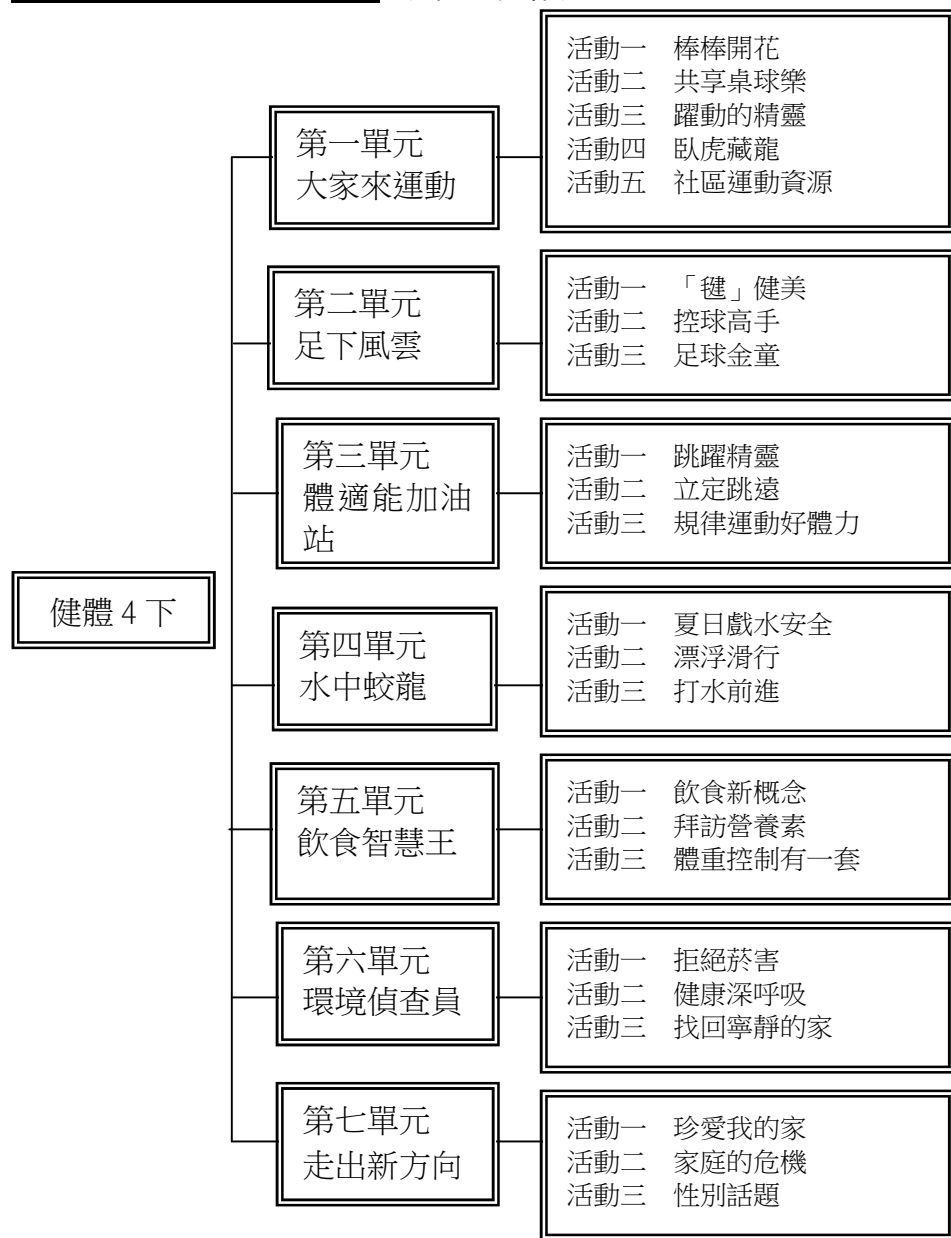 第一單元
大家來運動
活動一　棒棒開花
活動二　共享桌球樂
活動三　躍動的精靈
活動四　臥虎藏龍
活動五　社區運動資源
第二單元
足下風雲
活動一　「毽」健美
活動二　控球高手
活動三　足球金童
第三單元
體適能加油
站
活動一　跳躍精靈
活動二　立定跳遠
活動三　規律運動好體力
健體 4 下
第四單元
水中蛟龍
活動一　夏日戲水安全
活動二　漂浮滑行
活動三　打水前進
第五單元
飲食智慧王
活動一　飲食新概念
活動二　拜訪營養素
活動三　體重控制有一套
第六單元
環境偵查員
活動一　拒絕菸害
活動二　健康深呼吸
活動三　找回寧靜的家
第七單元
走出新方向
活動一　珍愛我的家
活動二　家庭的危機
活動三　性別話題